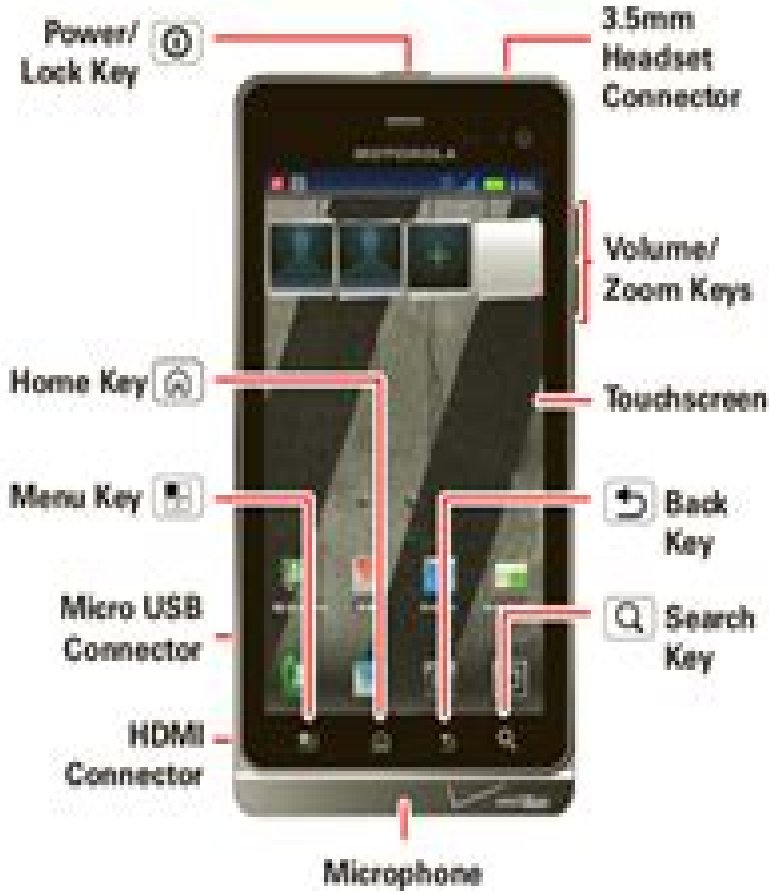 Power/
Lock Key
3.5mm
Headset
Connector
MOTOROLA
Volume/
Zoom Keys
Home Key
Touchscreen
Menu Key
Back
Key
Micro USB
Connector
Search
Key
HDMI
Connector
Microphone